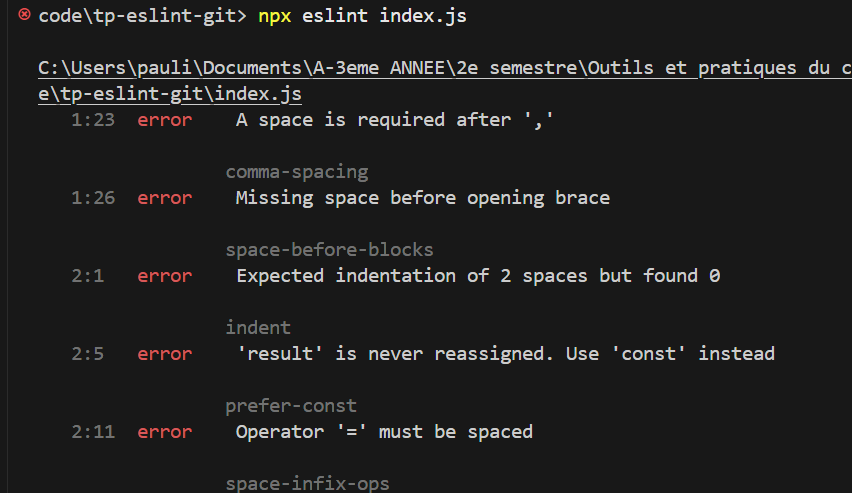 code\tp-eslint-git> npx eslint index.js
C:\Users\pauli\Documents\A-3eme ANNEE\2e semestre\Outils et pratiques du c
e\tp-eslint-git\index.js
1:23 error A space is required after ','
comma-spacing
1:26 error Missing space before opening brace
space-before-blocks
2:1 error Expected indentation of 2 spaces but found 0
indent
2:5 error 'result' is never reassigned. Use 'const' instead
prefer-const
2:11 error Operator '=' must be spaced
space-infix-ops